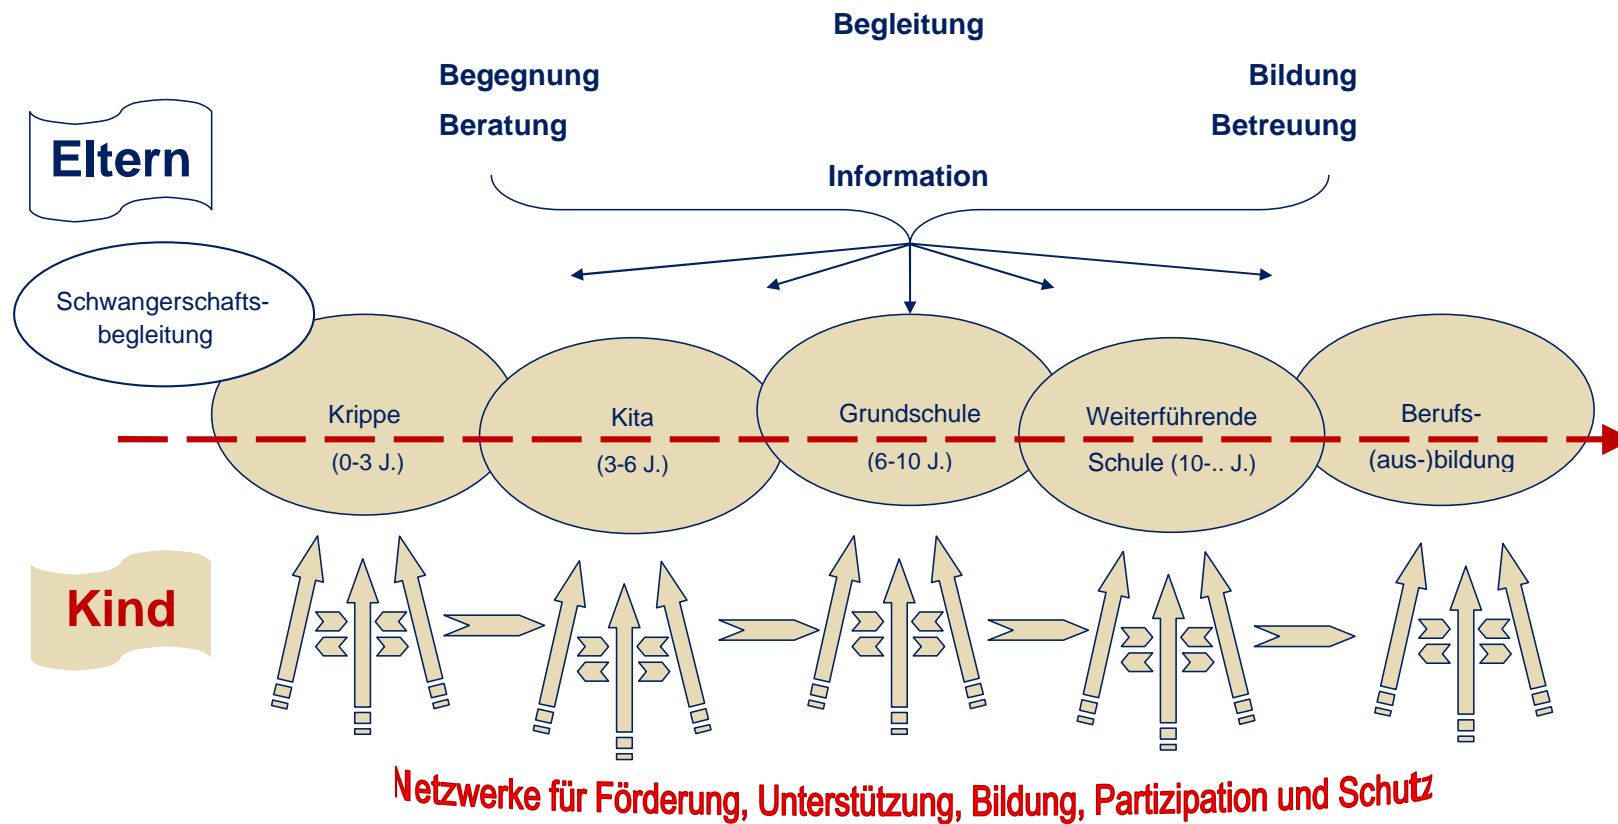 Begleitung
Begegnung
Bildung
Beratung
Betreuung
Eltern
Information
Schwangerschafts-
begleitung
Krippe
(0-3 J.)
Kita
(3-6 J.)
Grundschule
(6-10 J.)
Weiterführende
Schule (10-.. J.)
Berufs-
(aus-)bildung
Kind
Netzwerke für Förderung, Unterstützung, Bildung, Partizipation und Schutz